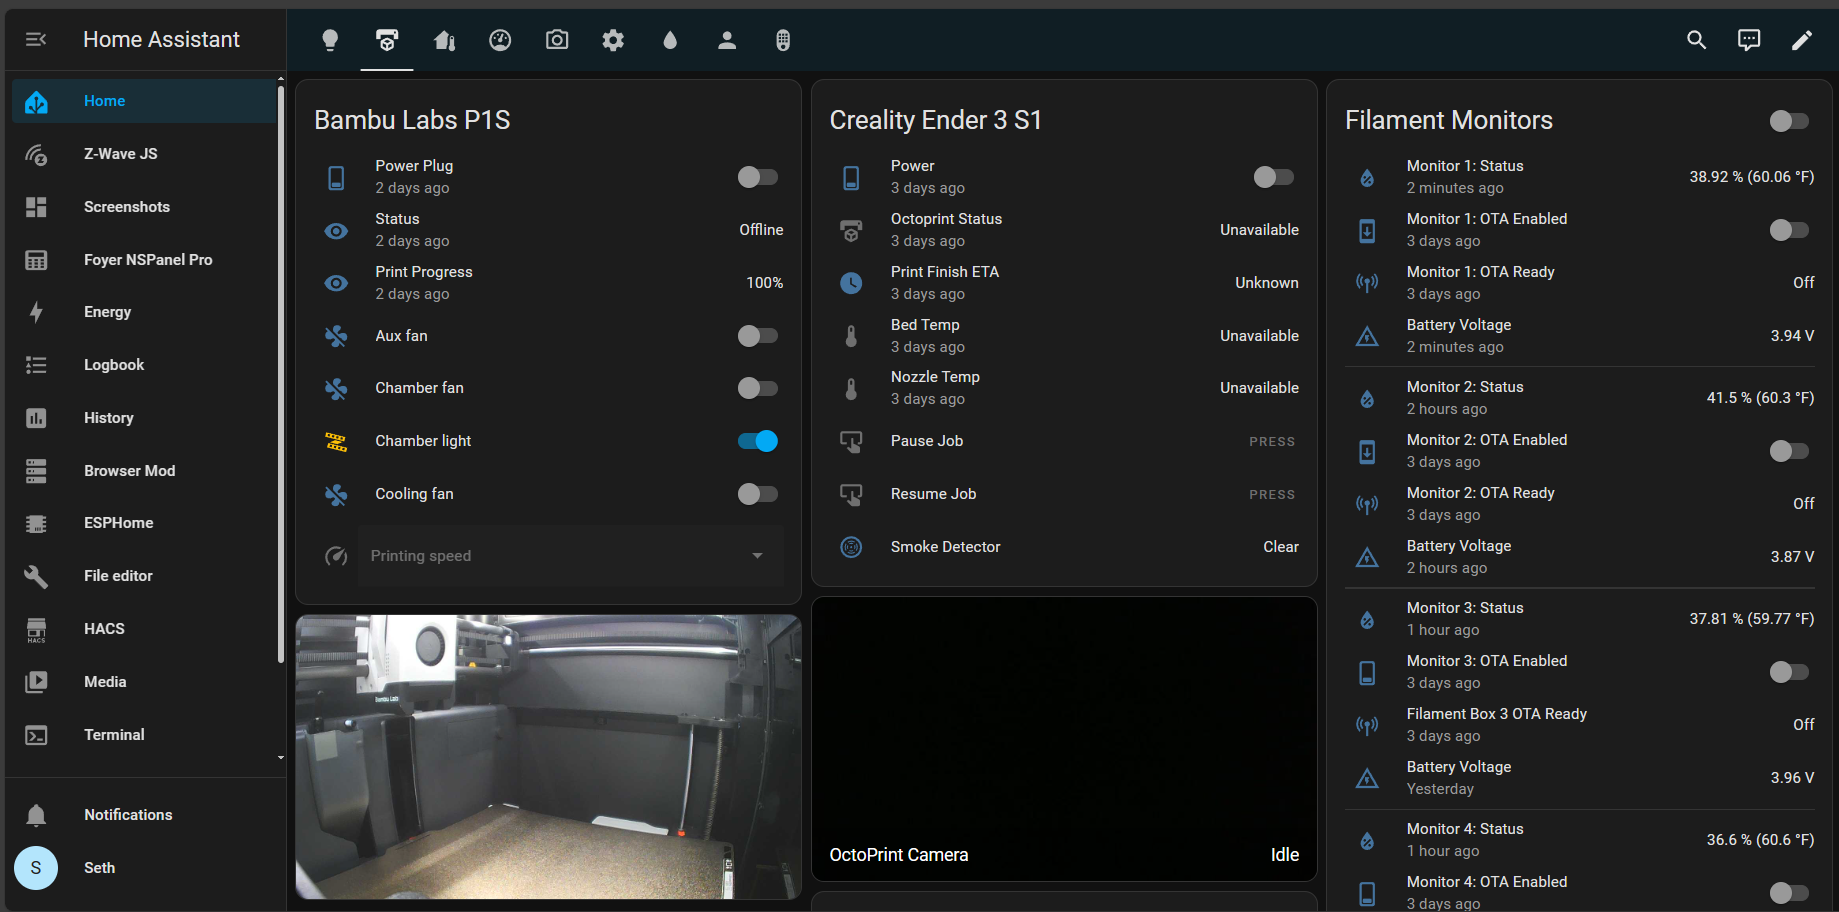 Home Assistant
Home
Z-Wave JS
Screenshots
Foyer NSPanel Pro
Energy
Logbook
History
Browser Mod
ESPHome
File editor
HACS
HACS
Media
Terminal
Notifications
S
Seth
Bambu Labs P1S
Power Plug
2 days ago
Status
2 days ago
Offline
Print Progress
2 days ago
100%
Aux fan
Chamber fan
Chamber light
Cooling fan
Printing speed
Bambu Lab
Creality Ender 3 S1
Power
3 days ago
Octoprint Status
3 days ago
Unavailable
Print Finish ETA
3 days ago
Unknown
Bed Temp
3 days ago
Unavailable
Nozzle Temp
3 days ago
Unavailable
Pause Job
PRESS
Resume Job
PRESS
Smoke Detector
Clear
OctoPrint Camera
Idle
Filament Monitors
Monitor 1: Status
2 minutes ago
38.92 % (60.06 °F)
Monitor 1: OTA Enabled
3 days ago
Monitor 1: OTA Ready
3 days ago
Off
Battery Voltage
2 minutes ago
3.94 V
Monitor 2: Status
2 hours ago
41.5 % (60.3 °F)
Monitor 2: OTA Enabled
3 days ago
Monitor 2: OTA Ready
3 days ago
Off
Battery Voltage
2 hours ago
3.87 V
Monitor 3: Status
1 hour ago
37.81 % (59.77 °F)
Monitor 3: OTA Enabled
3 days ago
Filament Box 3 OTA Ready
3 days ago
Off
Battery Voltage
Yesterday
3.96 V
Monitor 4: Status
1 hour ago
36.6 % (60.6 °F)
Monitor 4: OTA Enabled
3 days ago